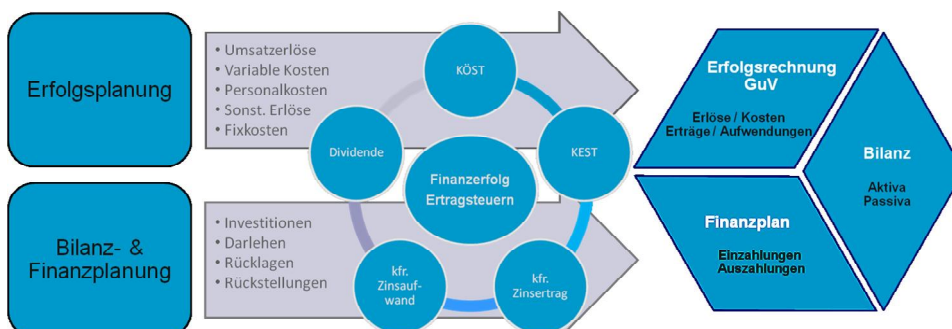 Erfolgsplanung
• Umsatzerlöse
• Variable Kosten
• Personalkosten
• Sonst. Erlöse
• Fixkosten
Bilanz- &
Finanzplanung
• Investitionen
• Darlehen
• Rücklagen
• Rückstellungen
KÖST
KEST
kfr.
Zinsertrag
kfr.
Zinsauf-
wand
Dividende
Finanzerfolg
Ertragsteuern
Erfolgsrechnung
GuV
Erlöse / Kosten
Erträge / Aufwendungen
Finanzplan
Einzahlungen
Auszahlungen
Bilanz
Aktiva
Passiva